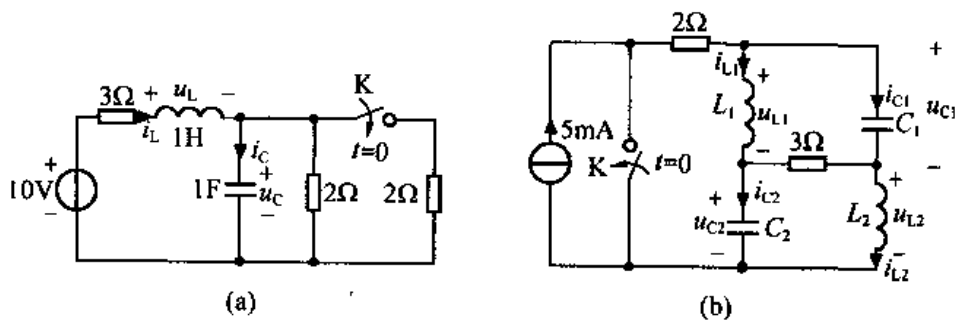 3Ω
+ u_L −
i_L
1H
K
t=0
i_C
+
10V
−
1F
+
u_C
−
2Ω
2Ω
(a)
2Ω
5mA
K
t=0
i_L1
+
L_1
u_L1
−
i_C1
C_1
+
u_C1
−
3Ω
i_C2
+
u_C2
−
C_2
+
L_2
u_L2
−
i_L2
(b)